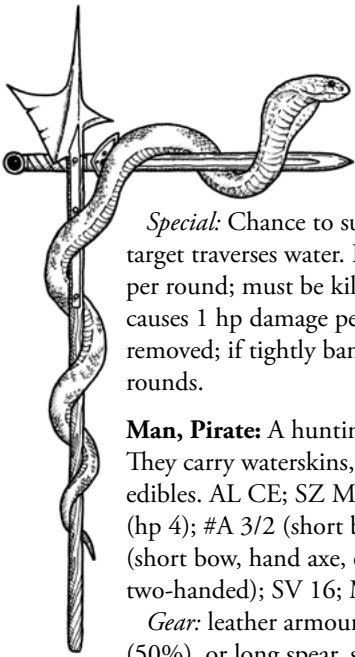 Special: Chance to su
target traverses water. 
per round; must be kil
causes 1 hp damage pe
removed; if tightly ban
rounds.
Man, Pirate: A huntin
They carry waterskins,
edibles. AL CE; SZ M
(hp 4); #A 3/2 (short b
(short bow, hand axe, 
two-handed); SV 16; M
Gear: leather armour
(50%), or long spear, s